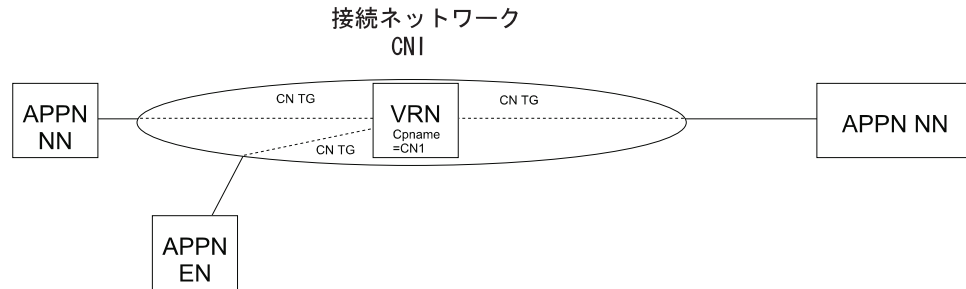 接続ネットワーク
CNI
APPN
NN
CN TG
VRN
Cpname
=CN1
CN TG
APPN NN
CN TG
APPN
EN